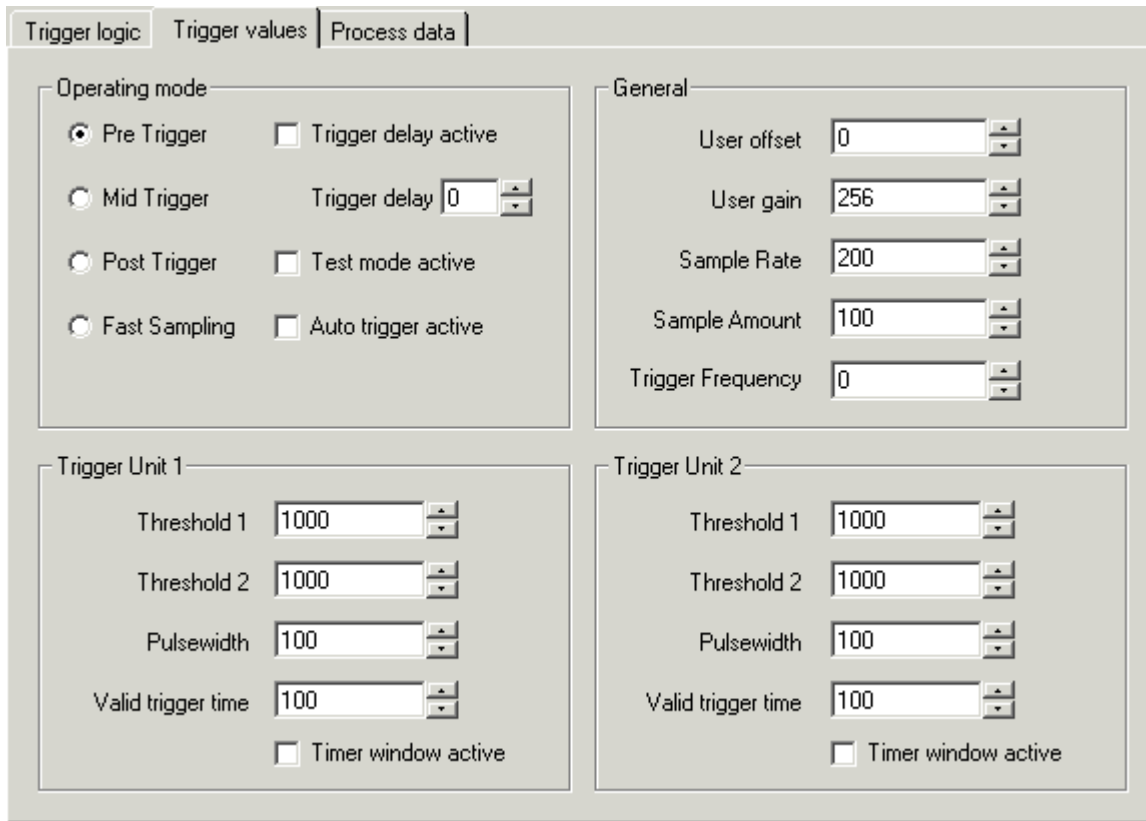 Trigger logic Trigger values Process data
Operating mode
Pre Trigger Trigger delay active
Mid Trigger Trigger delay 0
Post Trigger Test mode active
Fast Sampling Auto trigger active
General
User offset 0
User gain 256
Sample Rate 200
Sample Amount 100
Trigger Frequency 0
Trigger Unit 1
Threshold 1 1000
Threshold 2 1000
Pulsewidth 100
Valid trigger time 100
Timer window active
Trigger Unit 2
Threshold 1 1000
Threshold 2 1000
Pulsewidth 100
Valid trigger time 100
Timer window active